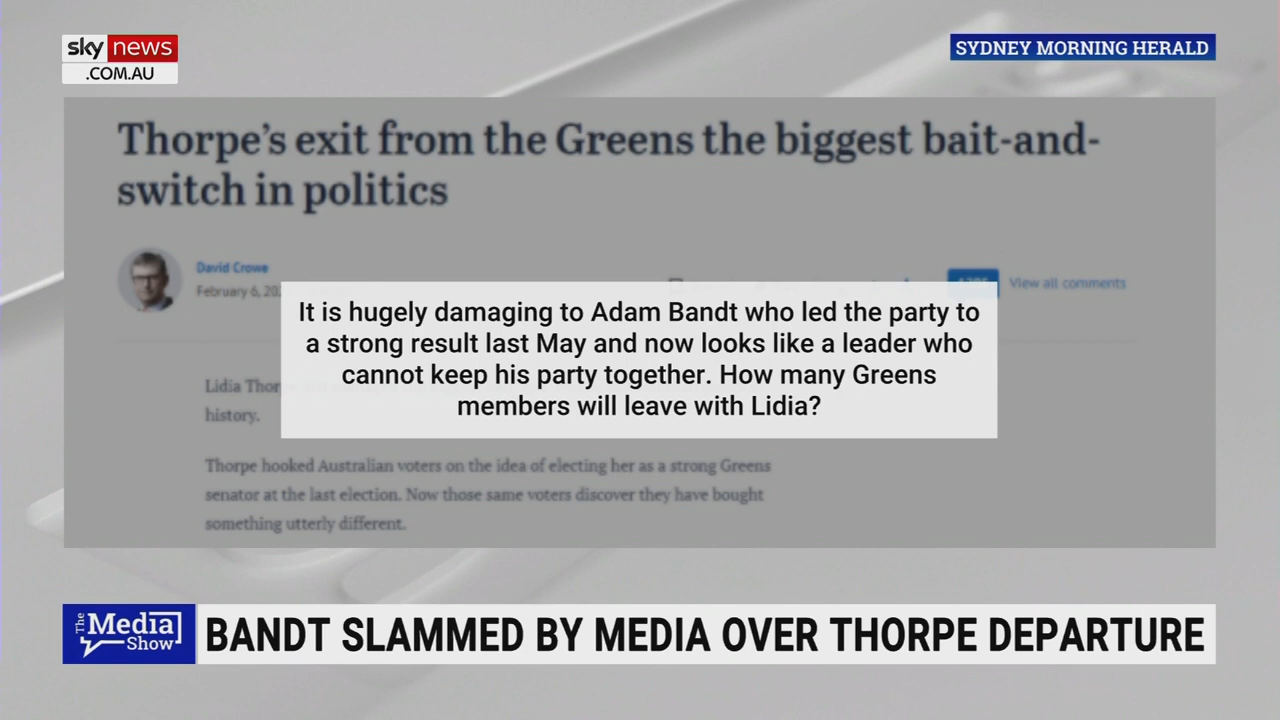 sky news
.COM.AU
SYDNEY MORNING HERALD
Thorpe's exit from the Greens the biggest bait-and-
switch in politics
David Crowe
February 6, 20
View all comments
It is hugely damaging to Adam Bandt who led the party to
a strong result last May and now looks like a leader who
cannot keep his party together. How many Greens
members will leave with Lidia?
Lidia Thor
history.
Thorpe hooked Australian voters on the idea of electing her as a strong Greens
senator at the last election. Now those same voters discover they have bought
something utterly different.
The Media Show
BANDT SLAMMED BY MEDIA OVER THORPE DEPARTURE